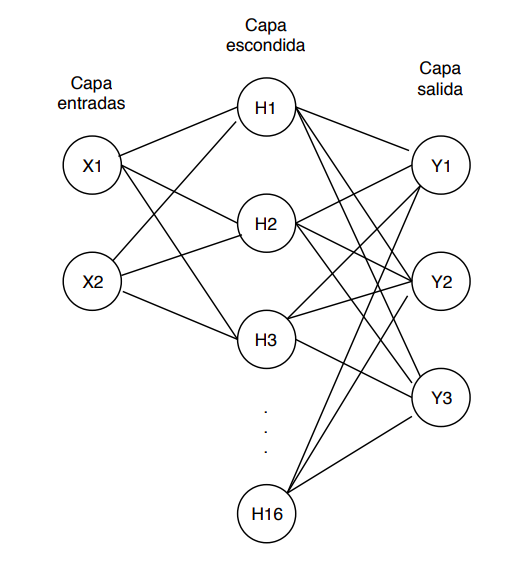 Capa
escondida
Capa
entradas
Capa
salida
H1
X1
Y1
H2
X2
Y2
H3
Y3
.
.
.
H16